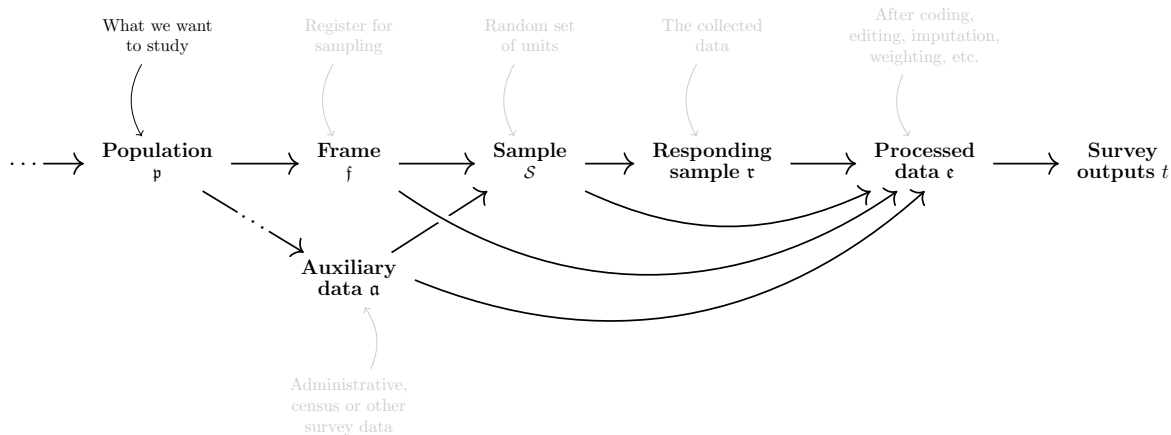 What we want
to study
Register for
sampling
Random set
of units
The collected
data
After coding,
editing, imputation,
weighting, etc.
...
Population
𝔭
Frame
𝔣
Sample
𝒮
Responding
sample 𝔯
Processed
data 𝔢
Survey
outputs t
...
Auxiliary
data 𝔞
Administrative,
census or other
survey data